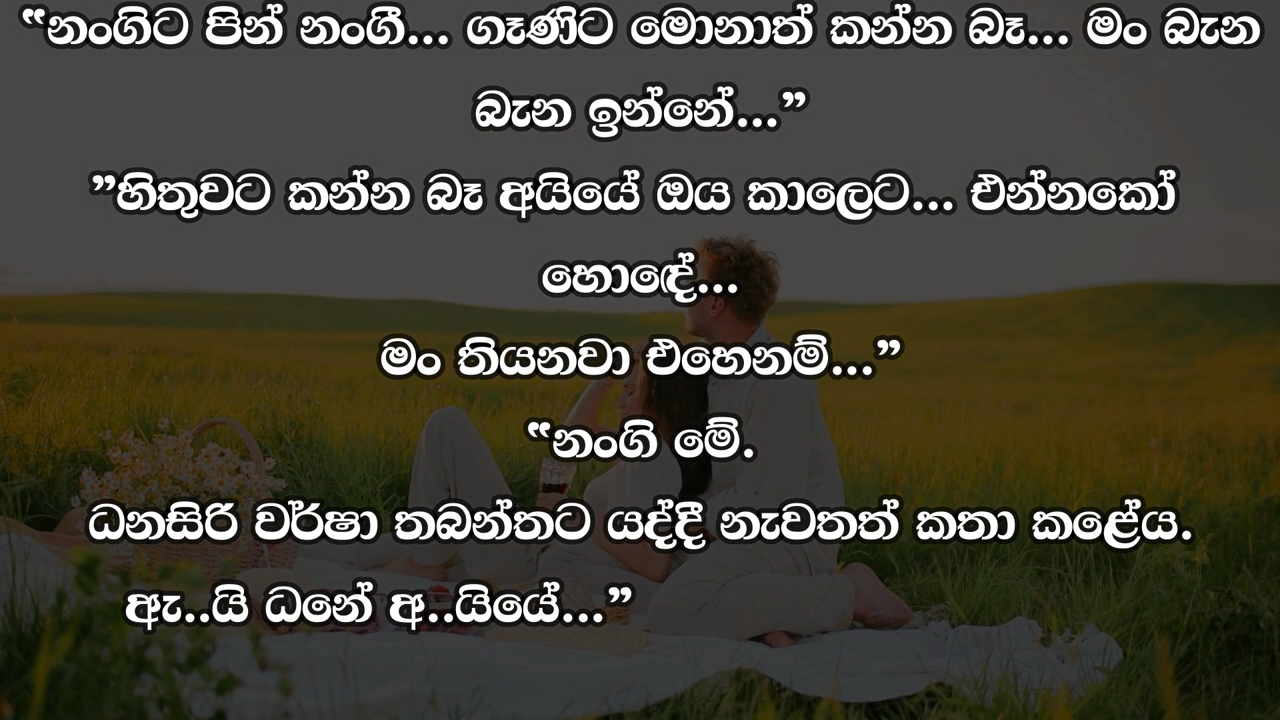 “නංගිට පින් නංගී... ගෑණිට මොනාත් කන්න බෑ... මං බැන
බැන ඉන්නේ...”
”හිතුවට කන්න බෑ අයියේ ඔය කාලෙට... එන්නකෝ
හොඳේ...
මං තියනවා එහෙනම්...”
“නංගි මේ.
ධනසිරි වර්ෂා තබන්තට යද්දී නැවතත් කතා කළේය.
ඇ..යි ධනේ අ..යියේ...”